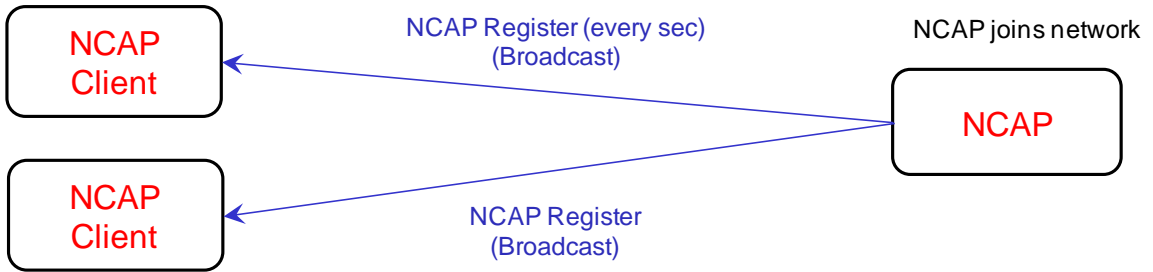 NCAP
Client
NCAP Register (every sec)
(Broadcast)
NCAP joins network
NCAP
NCAP
Client
NCAP Register
(Broadcast)